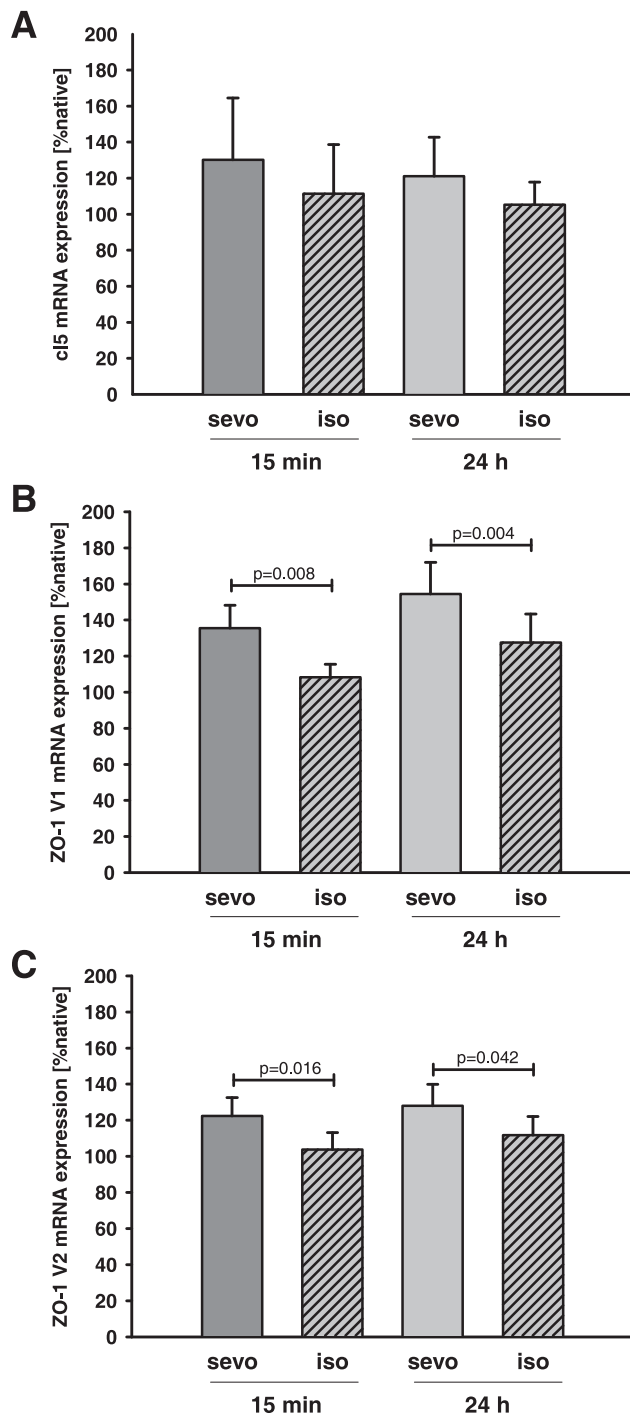 A
cl5 mRNA expression [%native]
200
180
160
140
120
100
80
60
40
20
0
sevo iso sevo iso
15 min 24 h
B
ZO-1 V1 mRNA expression [%native]
200
180
160
140
120
100
80
60
40
20
0
p=0.008
p=0.004
sevo iso sevo iso
15 min 24 h
C
ZO-1 V2 mRNA expression [%native]
200
180
160
140
120
100
80
60
40
20
0
p=0.016
p=0.042
sevo iso sevo iso
15 min 24 h